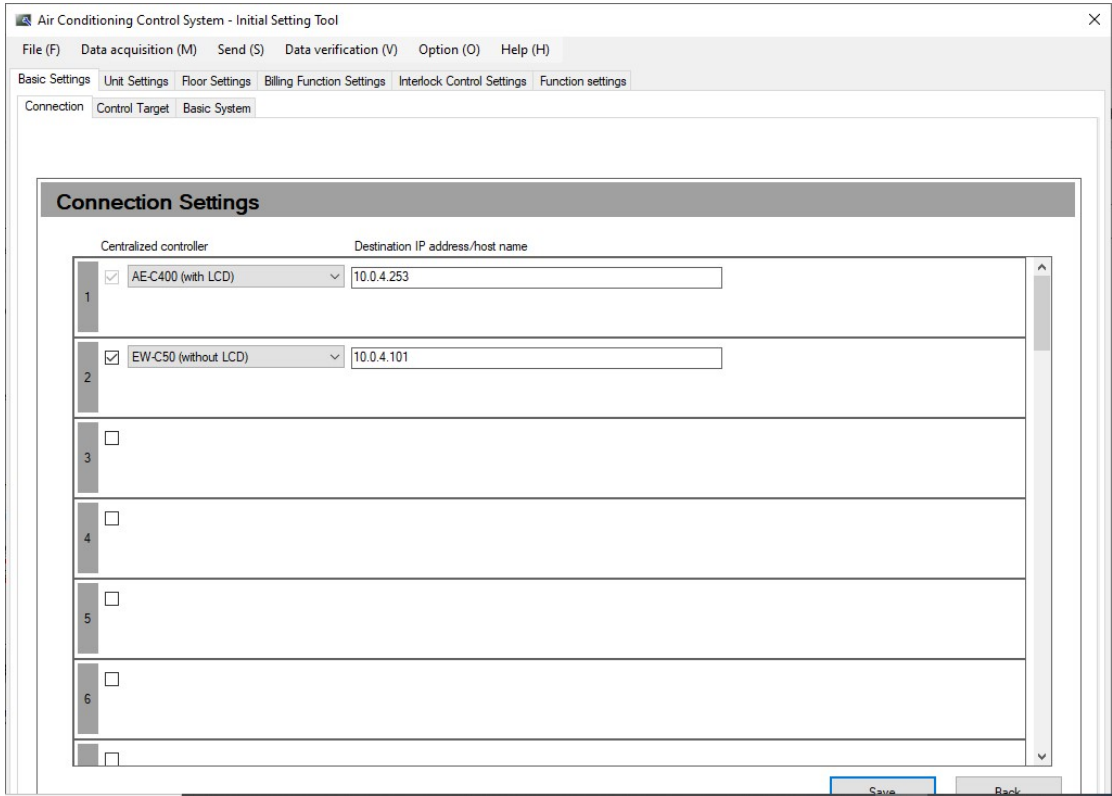 Air Conditioning Control System - Initial Setting Tool
File (F) Data acquisition (M) Send (S) Data verification (V) Option (O) Help (H)
Basic Settings Unit Settings Floor Settings Billing Function Settings Interlock Control Settings Function settings
Connection Control Target Basic System
Connection Settings
Centralized controller Destination IP address/host name
1 AE-C400 (with LCD) 10.0.4.253
2 EW-C50 (without LCD) 10.0.4.101
3
4
5
6
Save Back